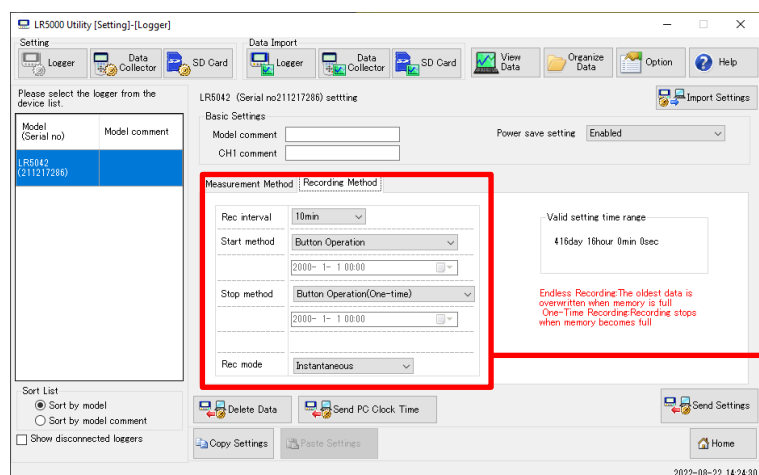 LR5000 Utility [Setting]-[Logger]
Setting
Data Import
Logger
Data Collector
SD Card
Logger
Data Collector
SD Card
View Data
Organize Data
Option
Help
Please select the logger from the
device list.
Model
(Serial no)
Model comment
LR5042
(211217286)
Sort List
Sort by model
Sort by model comment
Show disconnected loggers
LR5042 (Serial no211217286) settting
Import Settings
Basic Settings
Model comment
Power save setting Enabled
CH1 comment
Measurement Method Recording Method
Rec interval 10min
Start method Button Operation
2000- 1- 1 00:00
Stop method Button Operation(One-time)
2000- 1- 1 00:00
Rec mode Instantaneous
Valid setting time range
416day 16hour 0min 0sec
Endless Recording:The oldest data is
overwritten when memory is full
One-Time Recording:Recording stops
when memory becomes full
Delete Data
Send PC Clock Time
Send Settings
Copy Settings
Paste Settings
Home
2022-08-22 14:24:30